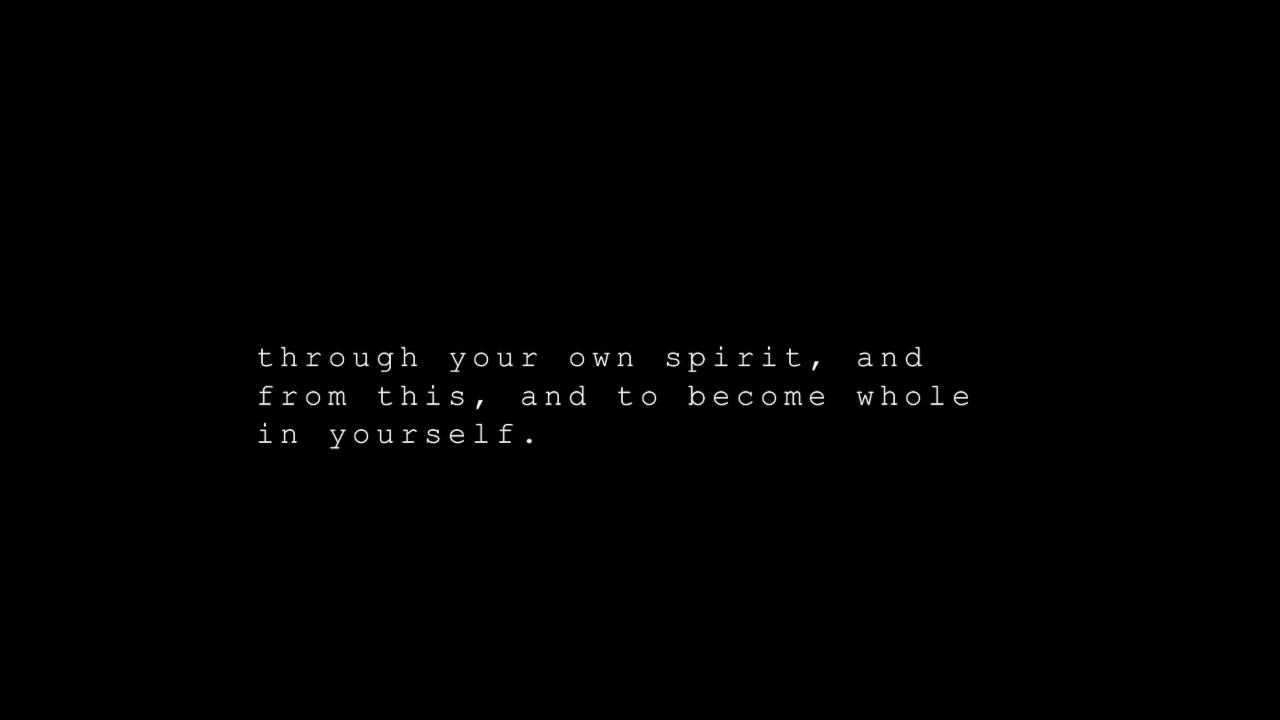 through your own spirit, and
from this, and to become whole
in yourself.